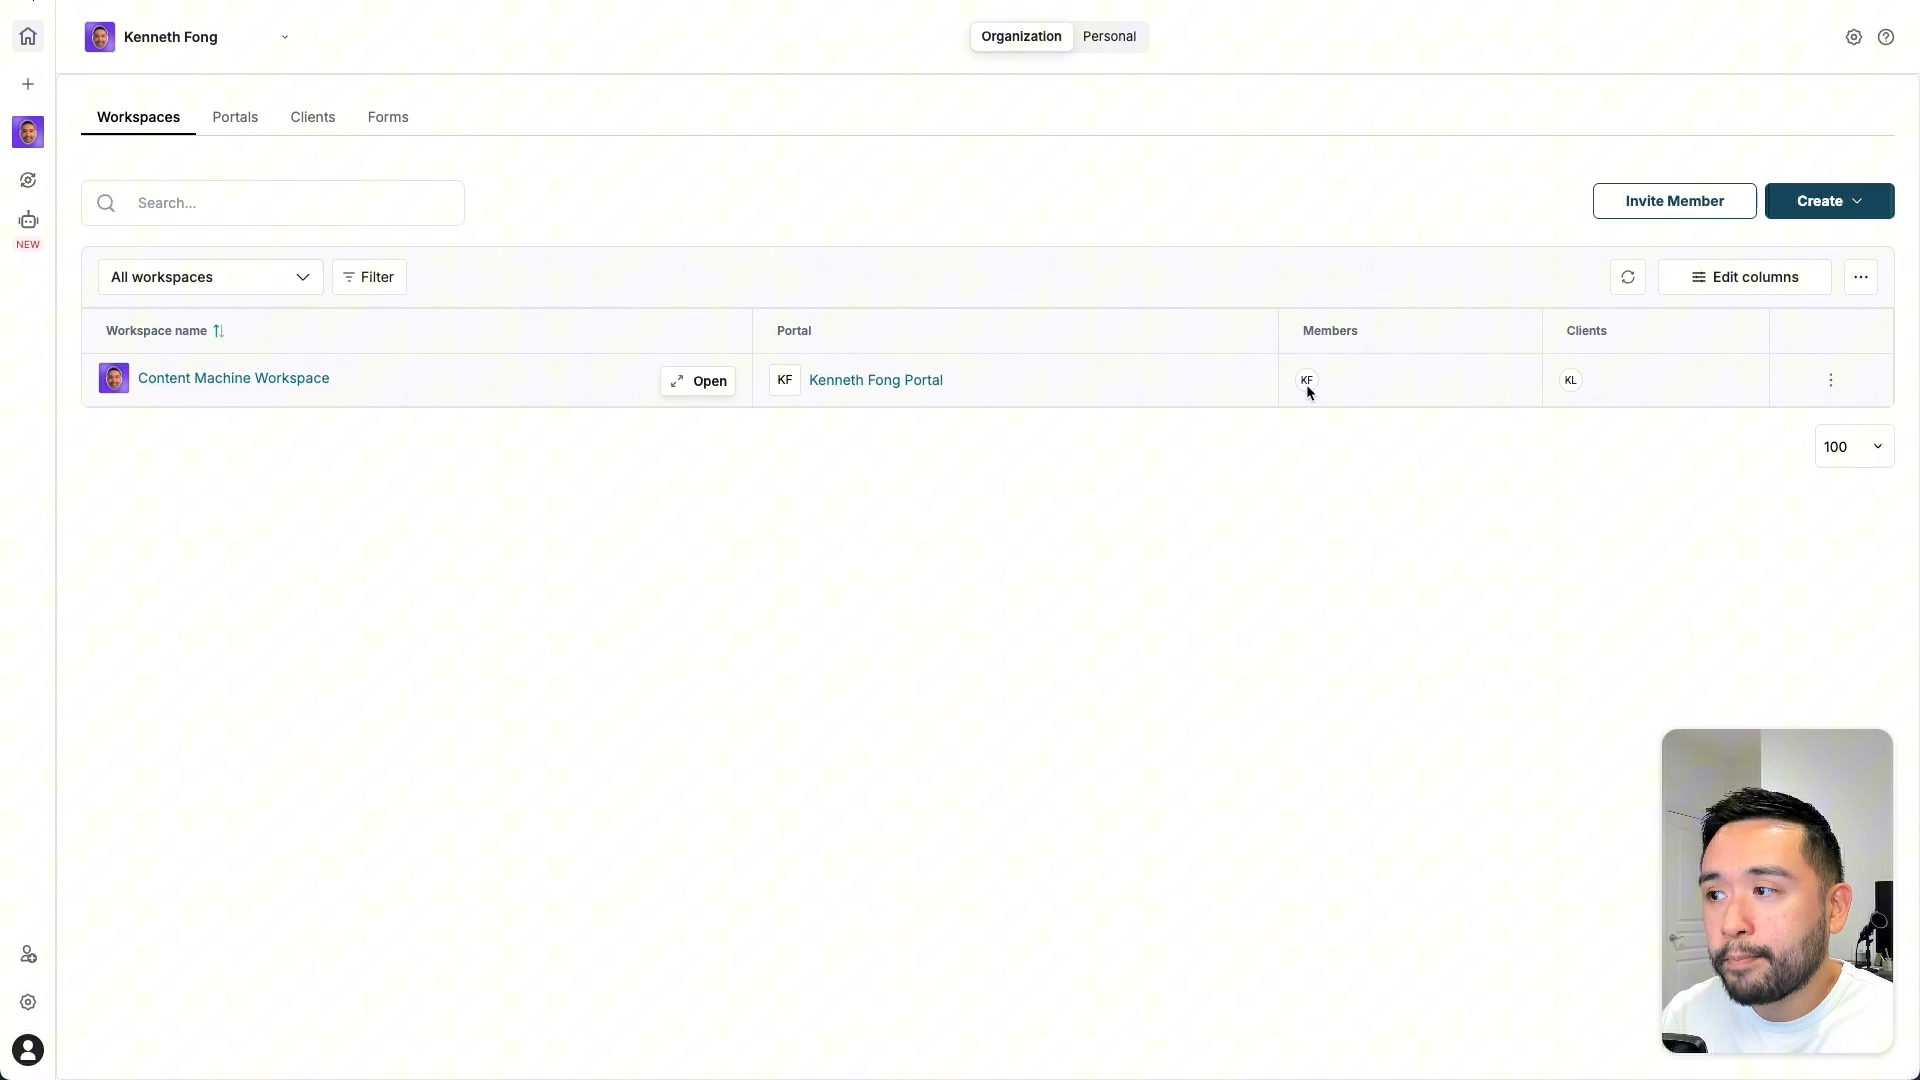 Kenneth Fong
Organization
Personal
NEW
Workspaces
Portals
Clients
Forms
Search...
Invite Member
Create
All workspaces
Filter
Edit columns
Workspace name
Portal
Members
Clients
Content Machine Workspace
Open
KF
Kenneth Fong Portal
KF
KL
100